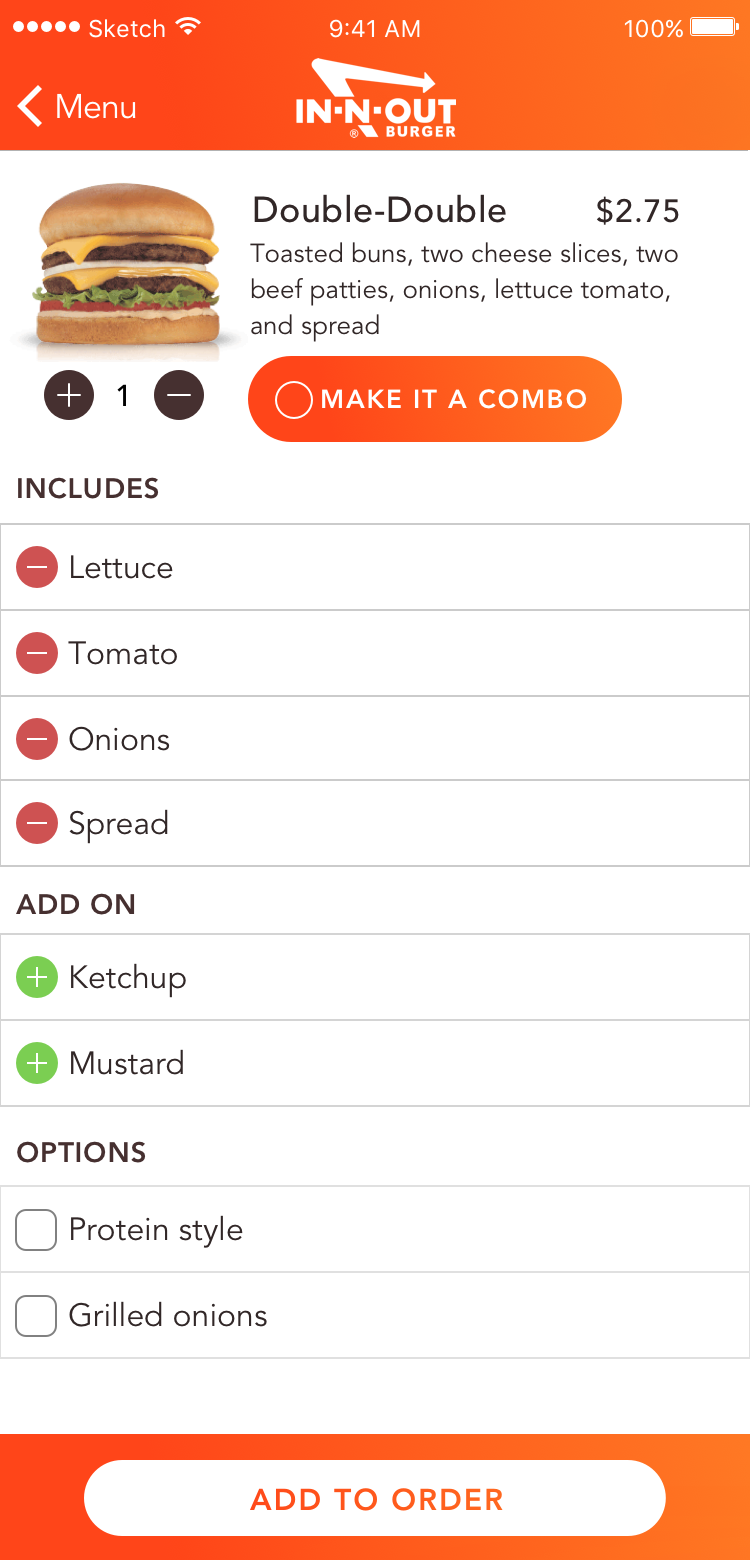 Sketch 9:41 AM 100%
Menu
IN-N-OUT
® BURGER
Double-Double $2.75
Toasted buns, two cheese slices, two
beef patties, onions, lettuce tomato,
and spread
1
MAKE IT A COMBO
INCLUDES
Lettuce
Tomato
Onions
Spread
ADD ON
Ketchup
Mustard
OPTIONS
Protein style
Grilled onions
ADD TO ORDER